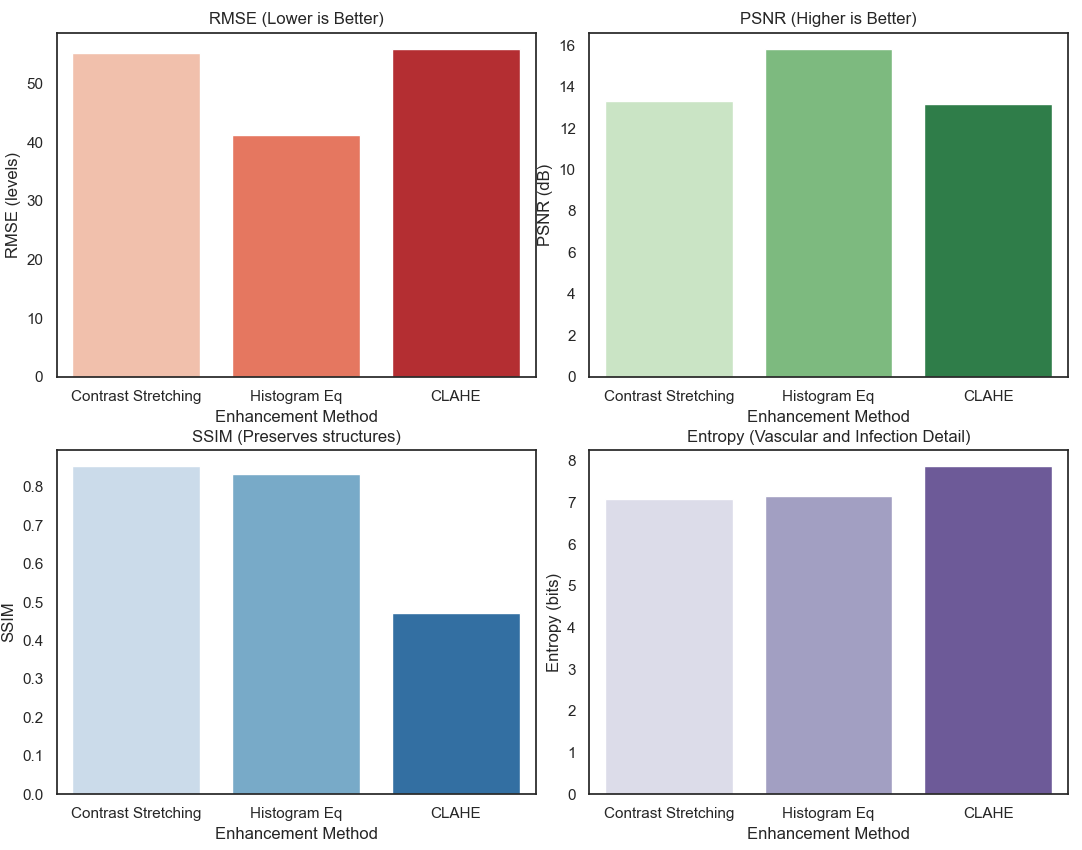 RMSE (Lower is Better)
RMSE (levels)
50
40
30
20
10
0
Contrast Stretching Histogram Eq CLAHE
Enhancement Method
PSNR (Higher is Better)
PSNR (dB)
16
14
12
10
8
6
4
2
0
Contrast Stretching Histogram Eq CLAHE
Enhancement Method
SSIM (Preserves structures)
SSIM
0.8
0.7
0.6
0.5
0.4
0.3
0.2
0.1
0.0
Contrast Stretching Histogram Eq CLAHE
Enhancement Method
Entropy (Vascular and Infection Detail)
Entropy (bits)
8
7
6
5
4
3
2
1
0
Contrast Stretching Histogram Eq CLAHE
Enhancement Method